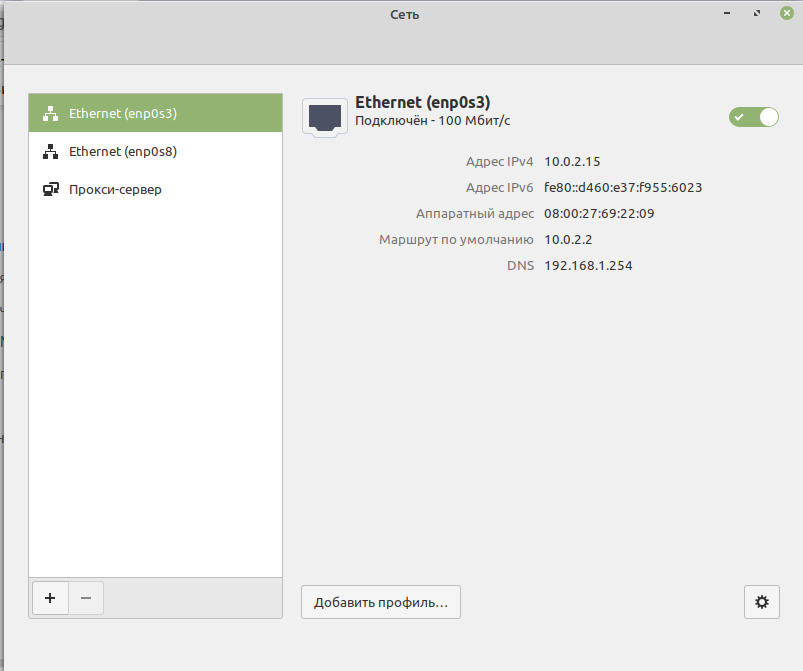 Сеть
Ethernet (enp0s3)
Ethernet (enp0s8)
Прокси-сервер
Ethernet (enp0s3)
Подключён - 100 Мбит/с
Адрес IPv4 10.0.2.15
Адрес IPv6 fe80::d460:e37:f955:6023
Аппаратный адрес 08:00:27:69:22:09
Маршрут по умолчанию 10.0.2.2
DNS 192.168.1.254
Добавить профиль…